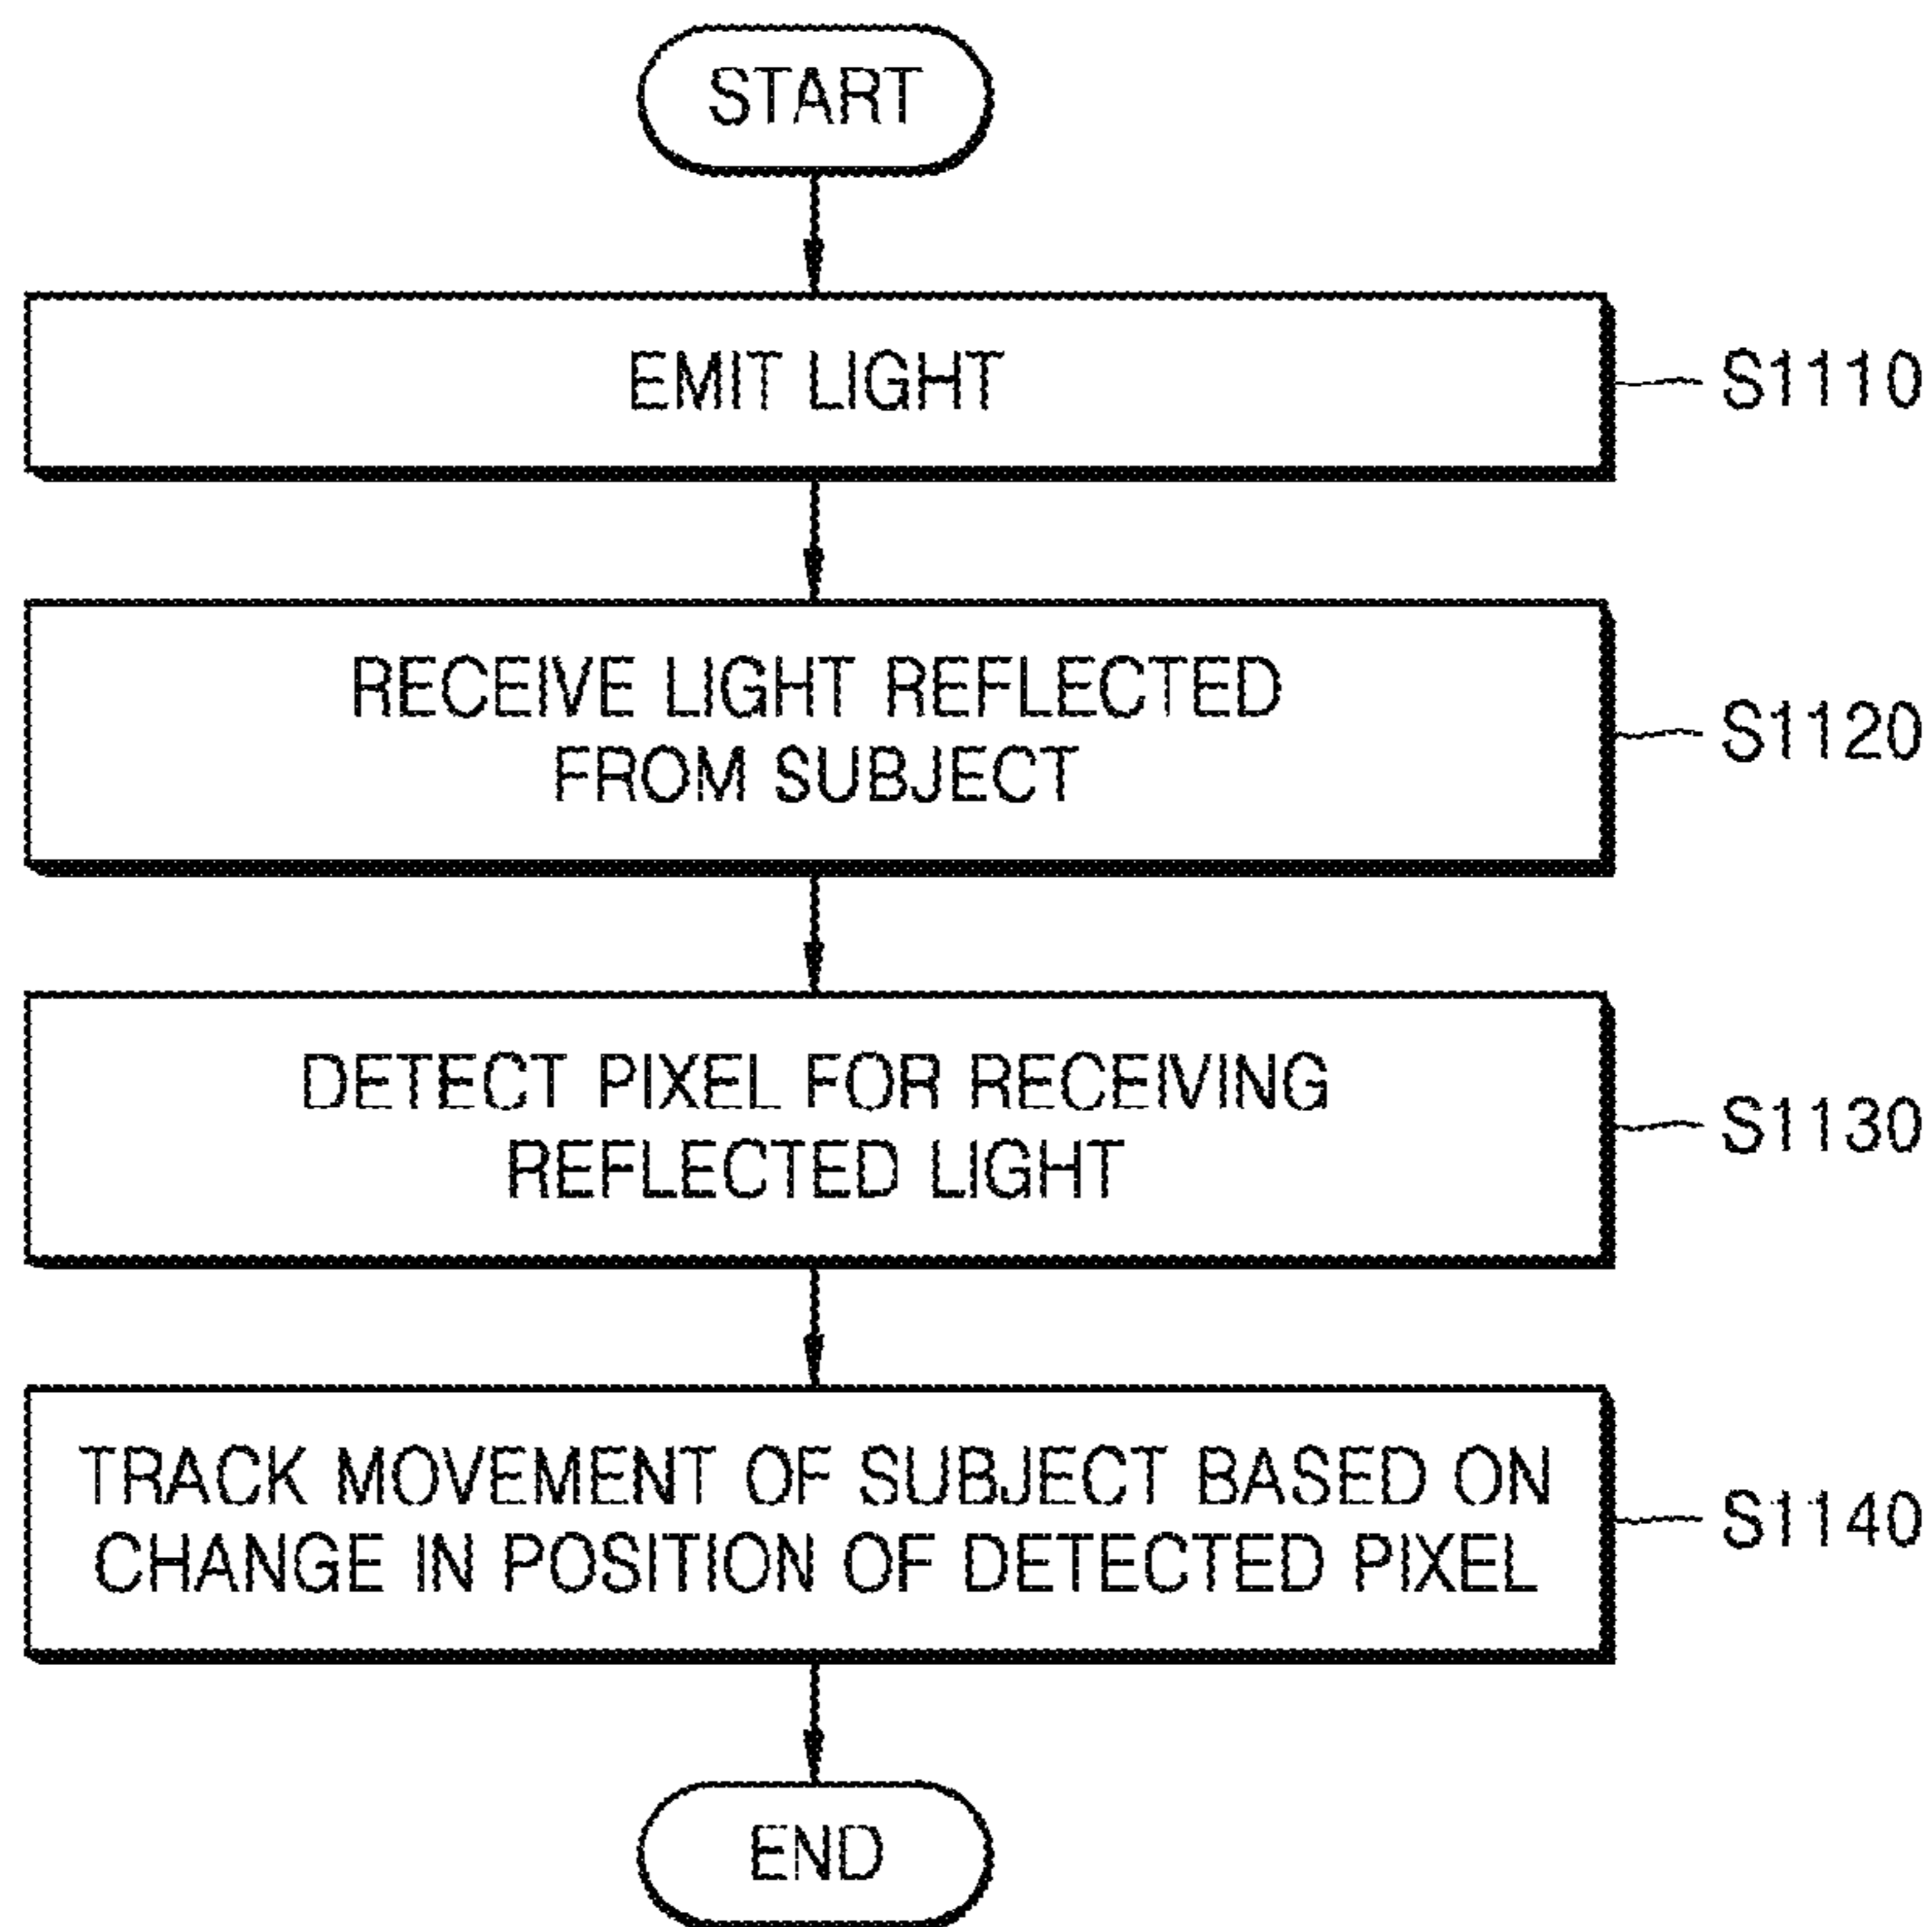 START
EMIT LIGHT
S1110
RECEIVE LIGHT REFLECTED
FROM SUBJECT
S1120
DETECT PIXEL FOR RECEIVING
REFLECTED LIGHT
S1130
TRACK MOVEMENT OF SUBJECT BASED ON
CHANGE IN POSITION OF DETECTED PIXEL
S1140
END